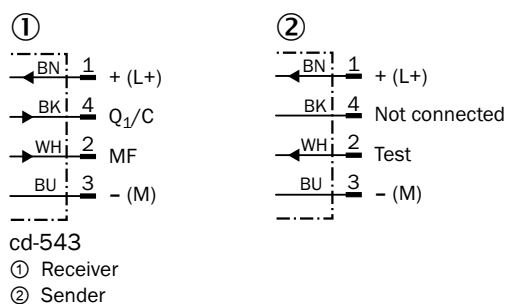 ① ②
BN 1 + (L+)
BK 4 Q1/C
WH 2 MF
BU 3 − (M)
BN 1 + (L+)
BK 4 Not connected
WH 2 Test
BU 3 − (M)
cd-543
① Receiver
② Sender